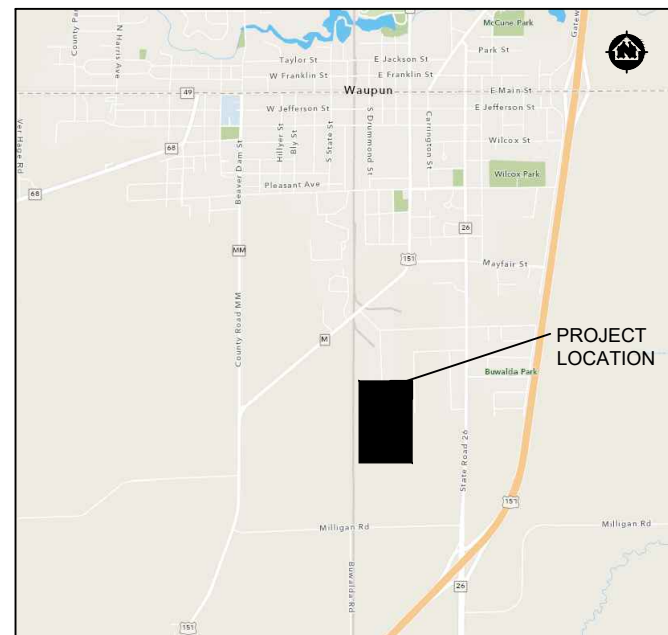 County Par
N Harris Ave
McCune Park
Gatew
Park St
N
Taylor St
E Jackson St
W Franklin St
E Franklin St
Waupun
E Main St
49
W Jefferson St
E Jefferson St
Ver Hage Rd
Hillyer St
Bly St
S State St
S Drummond St
Carrington St
Wilcox St
68
Beaver Dam St
Wilcox Park
Pleasant Ave
68
26
MM
151
Mayfair St
County Road MM
M
PROJECT
LOCATION
Buwalda Park
State Road 26
151
Milligan Rd
Milligan Rd
Buwalda Rd
26
151